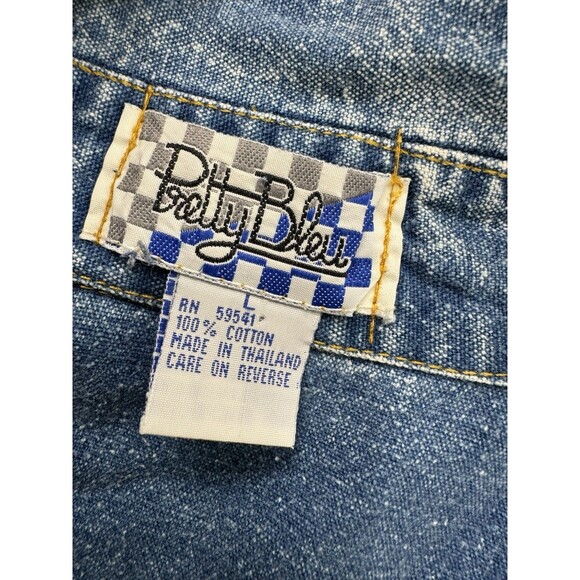 Pretty Bleu
L
RN 59541
100% COTTON
MADE IN THAILAND
CARE ON REVERSE